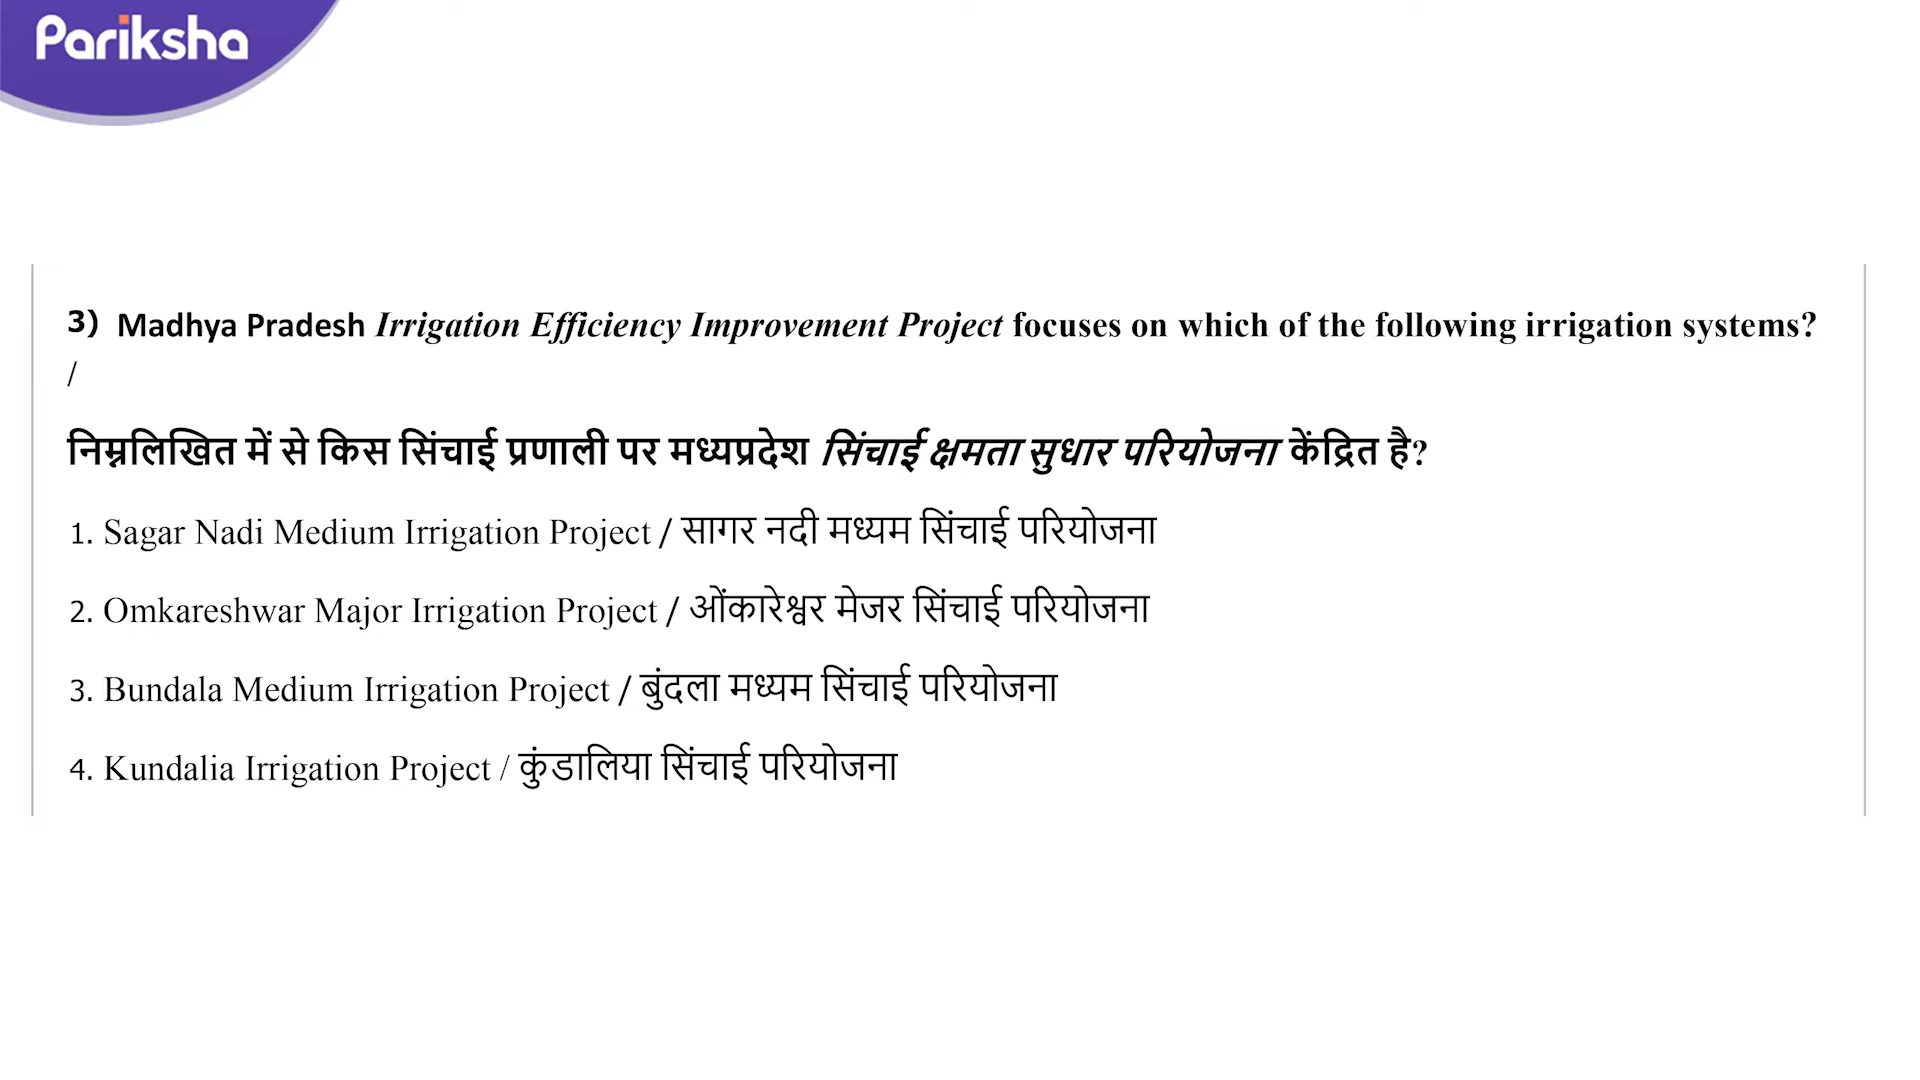 Pariksha
3) Madhya Pradesh Irrigation Efficiency Improvement Project focuses on which of the following irrigation systems?
/
निम्नलिखित में से किस सिंचाई प्रणाली पर मध्यप्रदेश सिंचाई क्षमता सुधार परियोजना केंद्रित है?
1. Sagar Nadi Medium Irrigation Project / सागर नदी मध्यम सिंचाई परियोजना
2. Omkareshwar Major Irrigation Project / ओंकारेश्वर मेजर सिंचाई परियोजना
3. Bundala Medium Irrigation Project / बुंदला मध्यम सिंचाई परियोजना
4. Kundalia Irrigation Project / कुंडालिया सिंचाई परियोजना